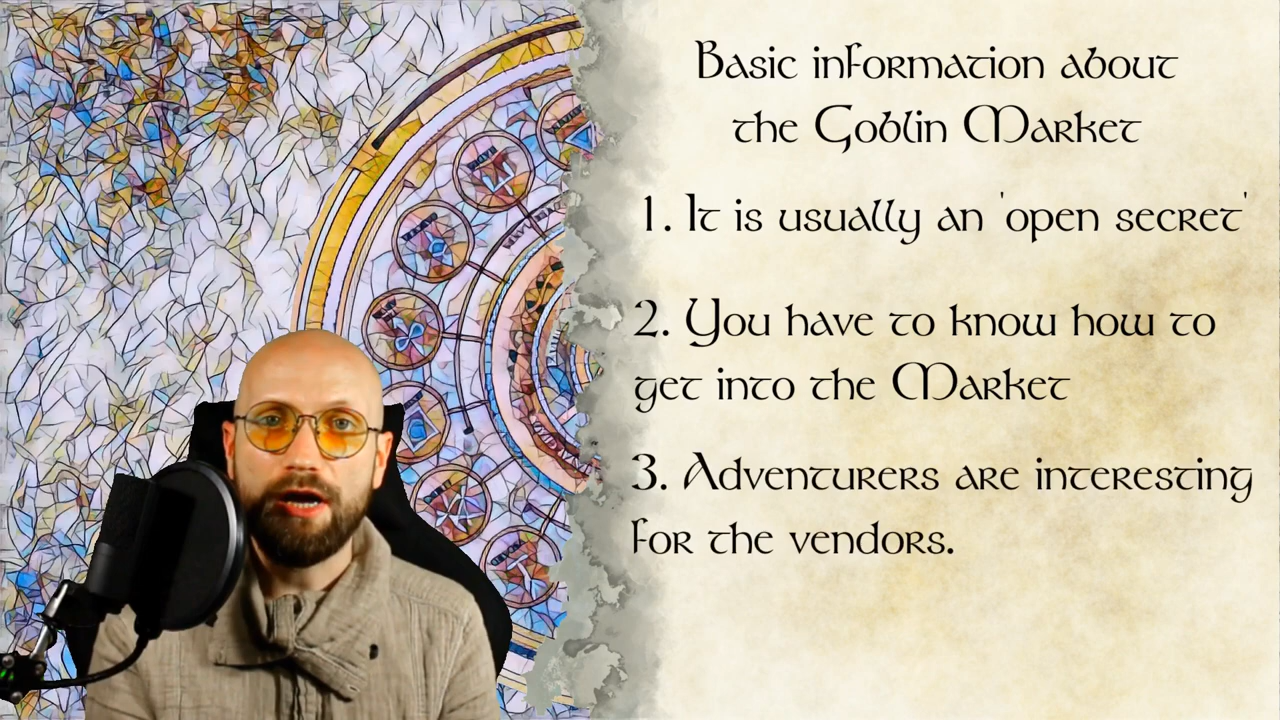 Basic information about
the Goblin Market
1. It is usually an 'open secret'
2. You have to know how to
get into the Market
3. Adventurers are interesting
for the vendors.